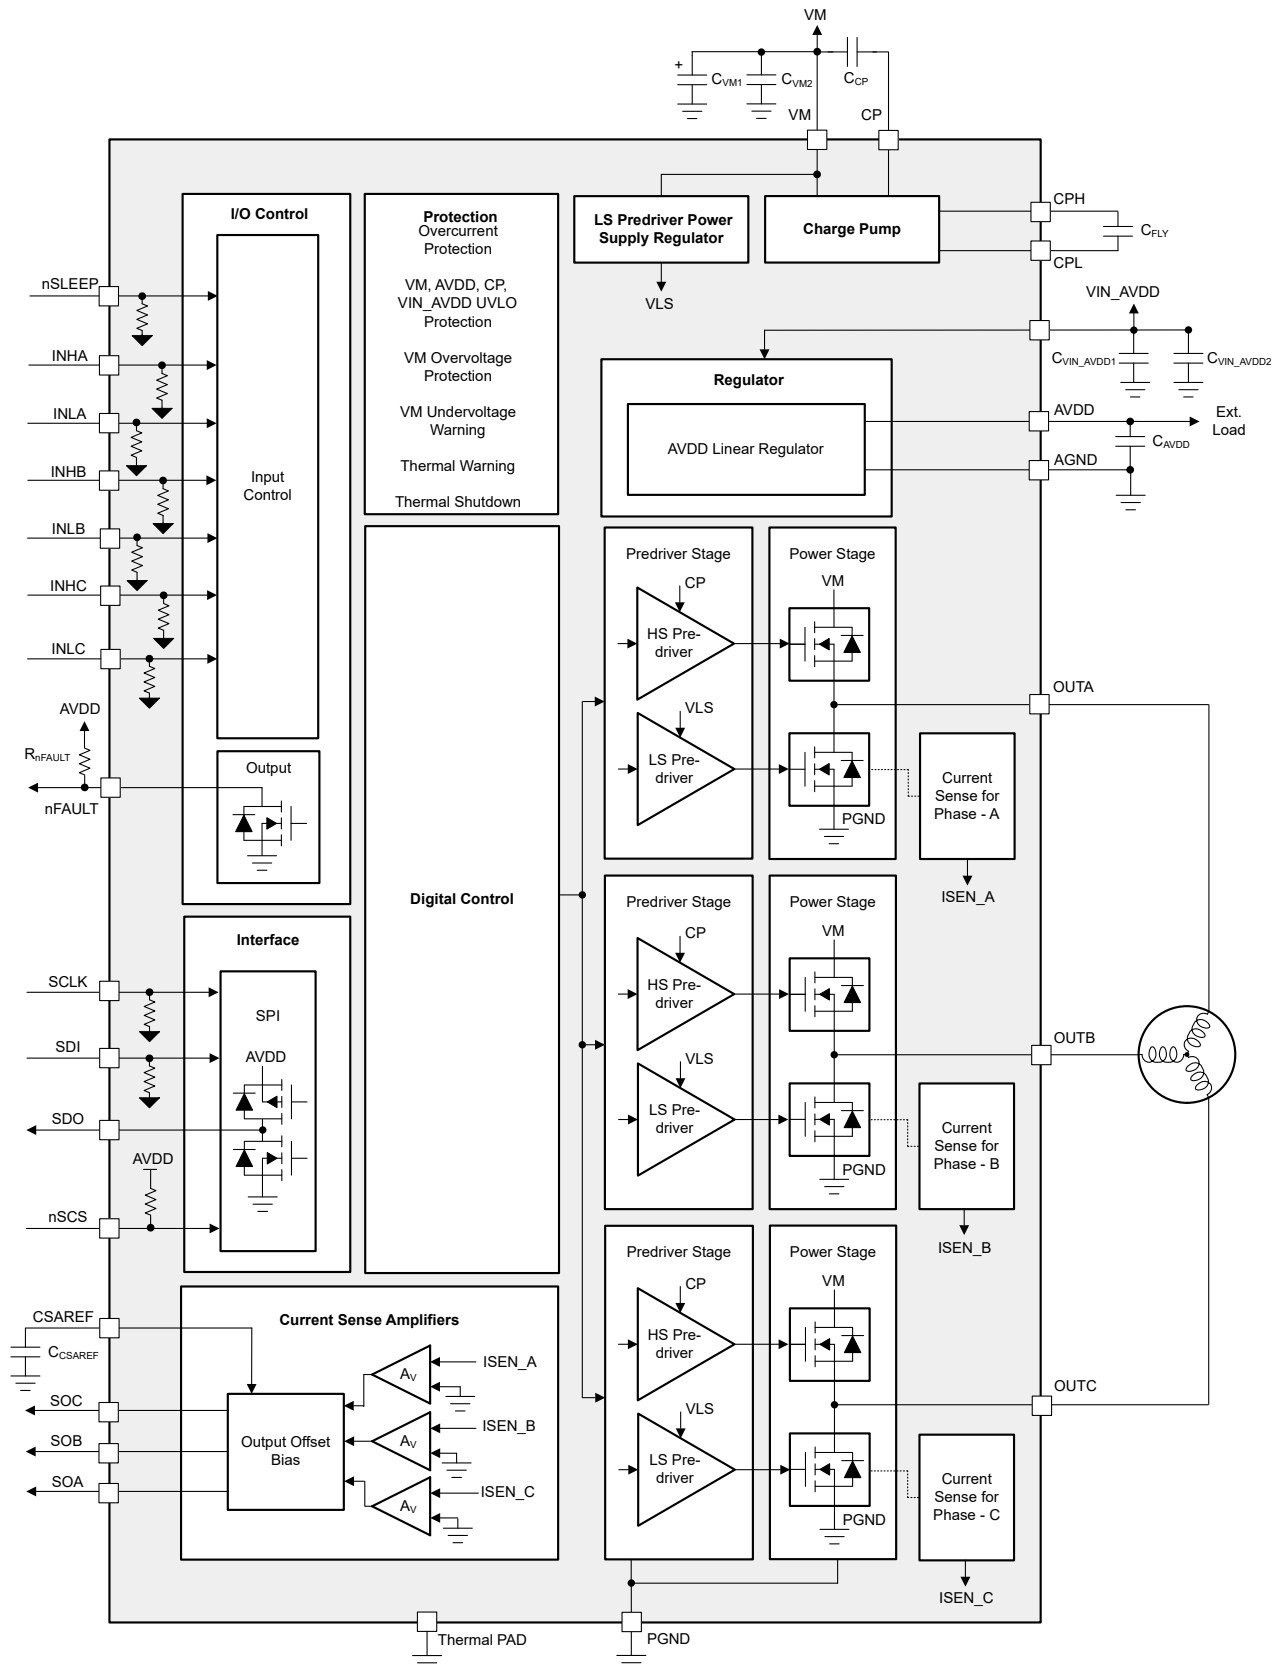 VM
+
CVM1
CVM2
CCP
VM
CP
I/O Control
Input
Control
nSLEEP
INHA
INLA
INHB
INLB
INHC
INLC
AVDD
RnFAULT
nFAULT
Output
Protection
Overcurrent
Protection
VM, AVDD, CP,
VIN_AVDD UVLO
Protection
VM Overvoltage
Protection
VM Undervoltage
Warning
Thermal Warning
Thermal Shutdown
LS Predriver Power
Supply Regulator
VLS
Charge Pump
CPH
CFLY
CPL
VIN_AVDD
CVIN_AVDD1
CVIN_AVDD2
Regulator
AVDD Linear Regulator
AVDD
Ext.
Load
CAVDD
AGND
Digital Control
Predriver Stage
CP
HS Pre-
driver
VLS
LS Pre-
driver
Power Stage
VM
PGND
OUTA
Current
Sense for
Phase - A
ISEN_A
Predriver Stage
CP
HS Pre-
driver
VLS
LS Pre-
driver
Power Stage
VM
PGND
OUTB
Current
Sense for
Phase - B
ISEN_B
Predriver Stage
CP
HS Pre-
driver
VLS
LS Pre-
driver
Power Stage
VM
PGND
OUTC
Current
Sense for
Phase - C
ISEN_C
Interface
SPI
AVDD
SCLK
SDI
SDO
AVDD
nSCS
Current Sense Amplifiers
CSAREF
CCSAREF
SOC
SOB
SOA
Output Offset
Bias
AV
ISEN_A
AV
ISEN_B
AV
ISEN_C
Thermal PAD
PGND